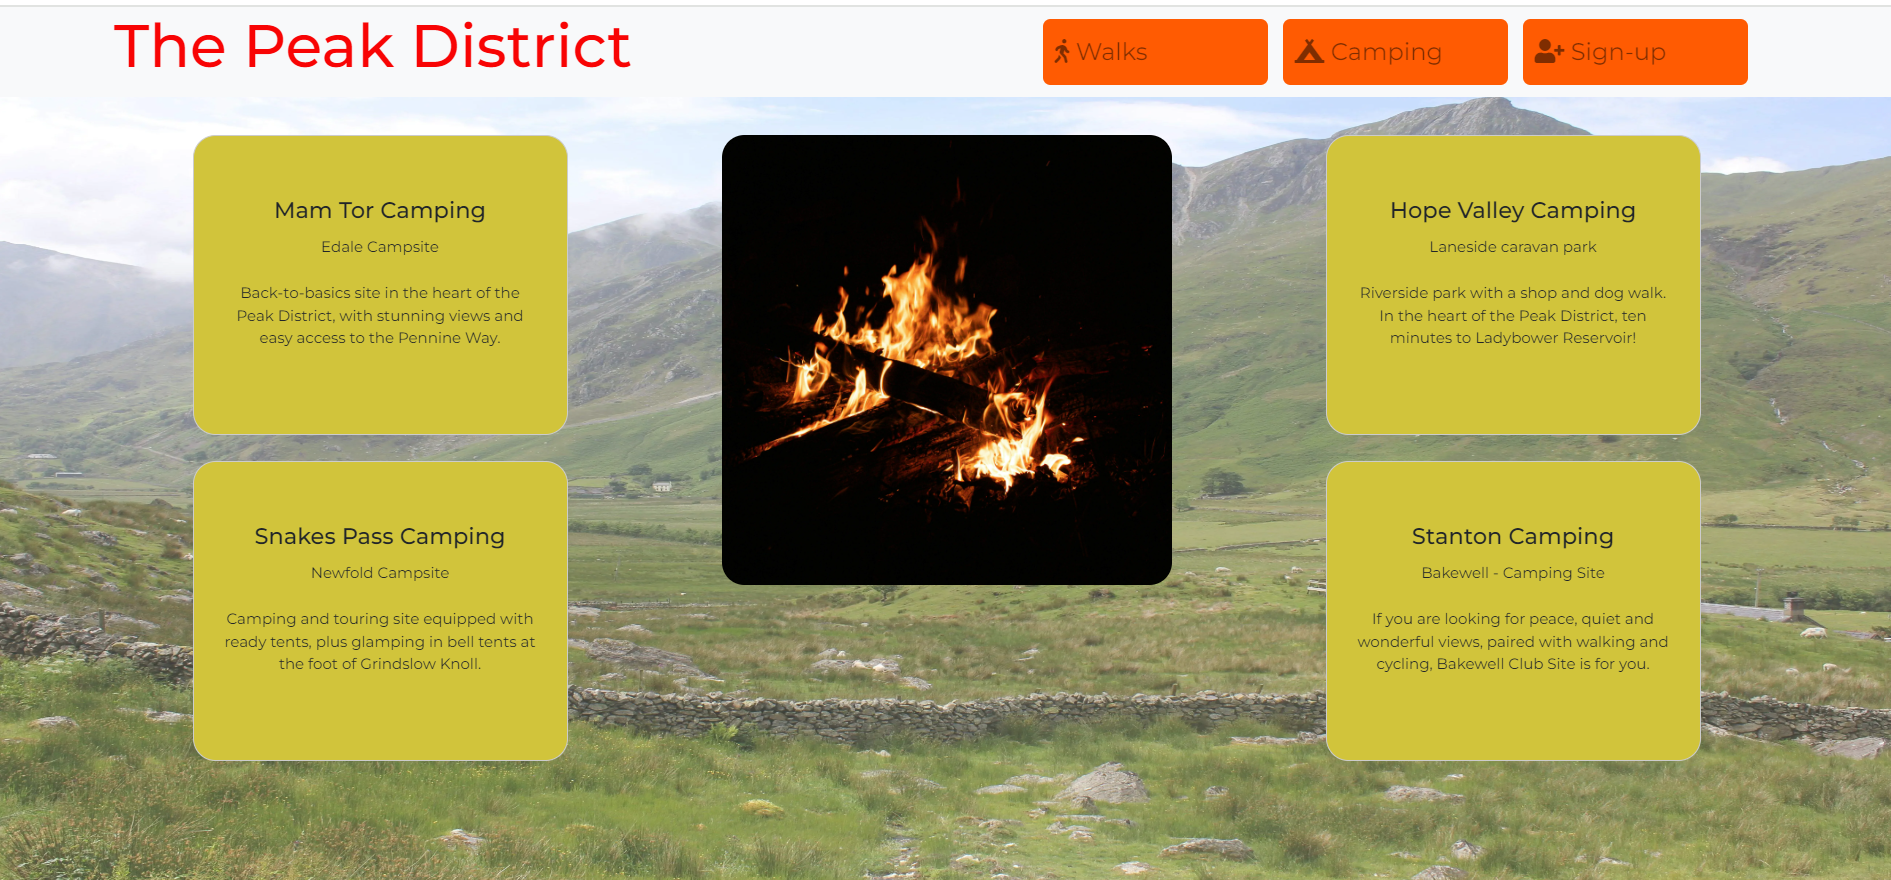 The Peak District
Walks
Camping
Sign-up
Mam Tor Camping
Edale Campsite
Back-to-basics site in the heart of the
Peak District, with stunning views and
easy access to the Pennine Way.
Hope Valley Camping
Laneside caravan park
Riverside park with a shop and dog walk.
In the heart of the Peak District, ten
minutes to Ladybower Reservoir!
Snakes Pass Camping
Newfold Campsite
Camping and touring site equipped with
ready tents, plus glamping in bell tents at
the foot of Grindslow Knoll.
Stanton Camping
Bakewell - Camping Site
If you are looking for peace, quiet and
wonderful views, paired with walking and
cycling, Bakewell Club Site is for you.